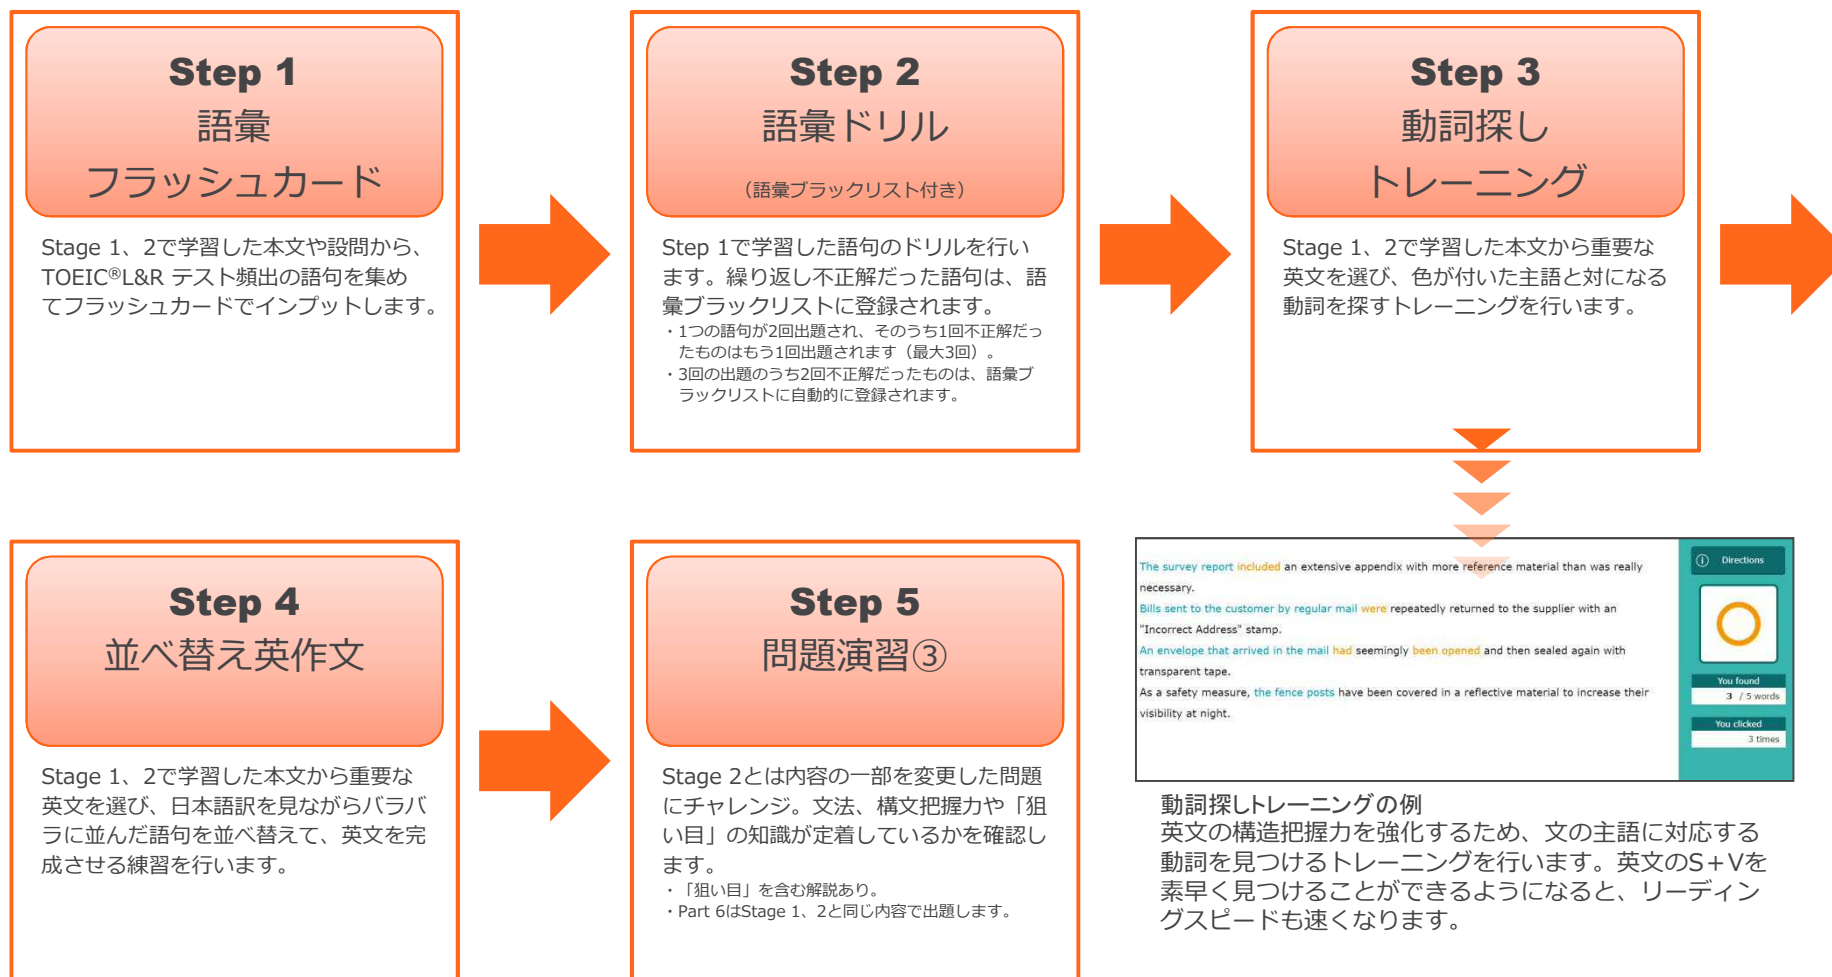 Step 1
語彙
フラッシュカード
Stage 1、2で学習した本文や設問から、
TOEIC®L&R テスト頻出の語句を集め
てフラッシュカードでインプットします。
Step 2
語彙ドリル
（語彙ブラックリスト付き）
Step 1で学習した語句のドリルを行い
ます。繰り返し不正解だった語句は、語
彙ブラックリストに登録されます。
・1つの語句が2回出題され、そのうち1回不正解だっ
たものはもう1回出題されます（最大3回）。
・3回の出題のうち2回不正解だったものは、語彙ブ
ラックリストに自動的に登録されます。
Step 3
動詞探し
トレーニング
Stage 1、2で学習した本文から重要な
英文を選び、色が付いた主語と対になる
動詞を探すトレーニングを行います。
Step 4
並べ替え英作文
Stage 1、2で学習した本文から重要な
英文を選び、日本語訳を見ながらバラバ
ラに並んだ語句を並べ替えて、英文を完
成させる練習を行います。
Step 5
問題演習③
Stage 2とは内容の一部を変更した問題
にチャレンジ。文法、構文把握力や「狙
い目」の知識が定着しているかを確認し
ます。
・「狙い目」を含む解説あり。
・Part 6はStage 1、2と同じ内容で出題します。
The survey report included an extensive appendix with more reference material than was really
necessary.
Bills sent to the customer by regular mail were repeatedly returned to the supplier with an
"Incorrect Address" stamp.
An envelope that arrived in the mail had seemingly been opened and then sealed again with
transparent tape.
As a safety measure, the fence posts have been covered in a reflective material to increase their
visibility at night.
Directions
You found
3 / 5 words
You clicked
3 times
動詞探しトレーニングの例
英文の構造把握力を強化するため、文の主語に対応する
動詞を見つけるトレーニングを行います。英文のS＋Vを
素早く見つけることができるようになると、リーディン
グスピードも速くなります。